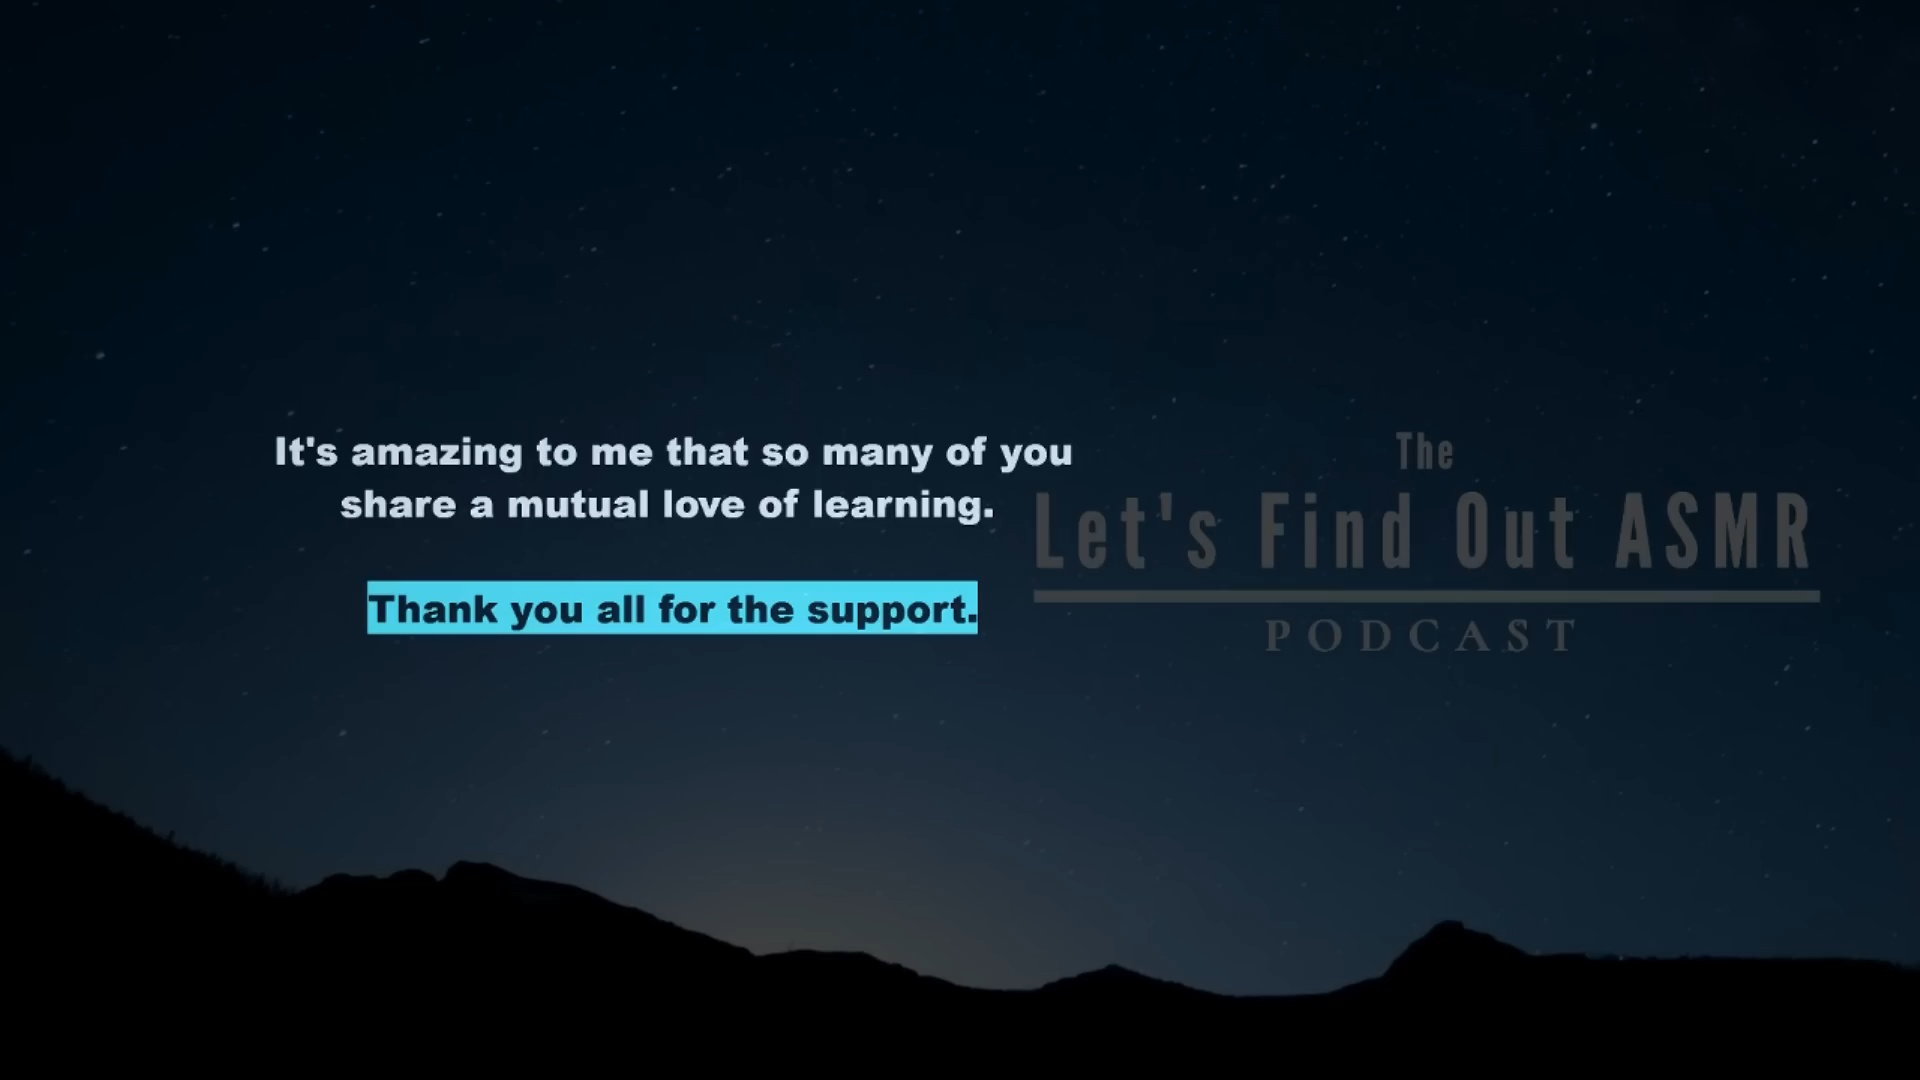 It's amazing to me that so many of you
share a mutual love of learning.
Thank you all for the support.
The
Let's Find Out ASMR
PODCAST